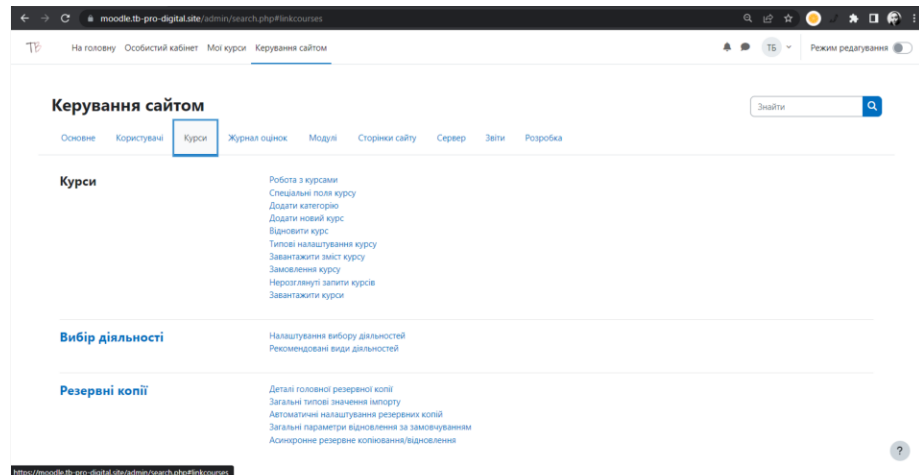 moodle.tb-pro-digital.site/admin/search.php#linkcourses
ТБ На головну Особистий кабінет Мої курси Керування сайтом ТБ Режим редагування
Керування сайтом Знайти
Основне Користувачі Курси Журнал оцінок Модулі Сторінки сайту Сервер Звіти Розробка
Курси
Робота з курсами
Спеціальні поля курсу
Додати категорію
Додати новий курс
Відновити курс
Типові налаштування курсу
Завантажити зміст курсу
Замовлення курсу
Нерозглянуті запити курсів
Завантажити курси
Вибір діяльності
Налаштування вибору діяльностей
Рекомендовані види діяльностей
Резервні копії
Деталі головної резервної копії
Загальні типові значення імпорту
Автоматичні налаштування резервних копій
Загальні параметри відновлення за замовчуванням
Асинхронне резервне копіювання/відновлення
?
https://moodle.tb-pro-digital.site/admin/search.php#linkcourses